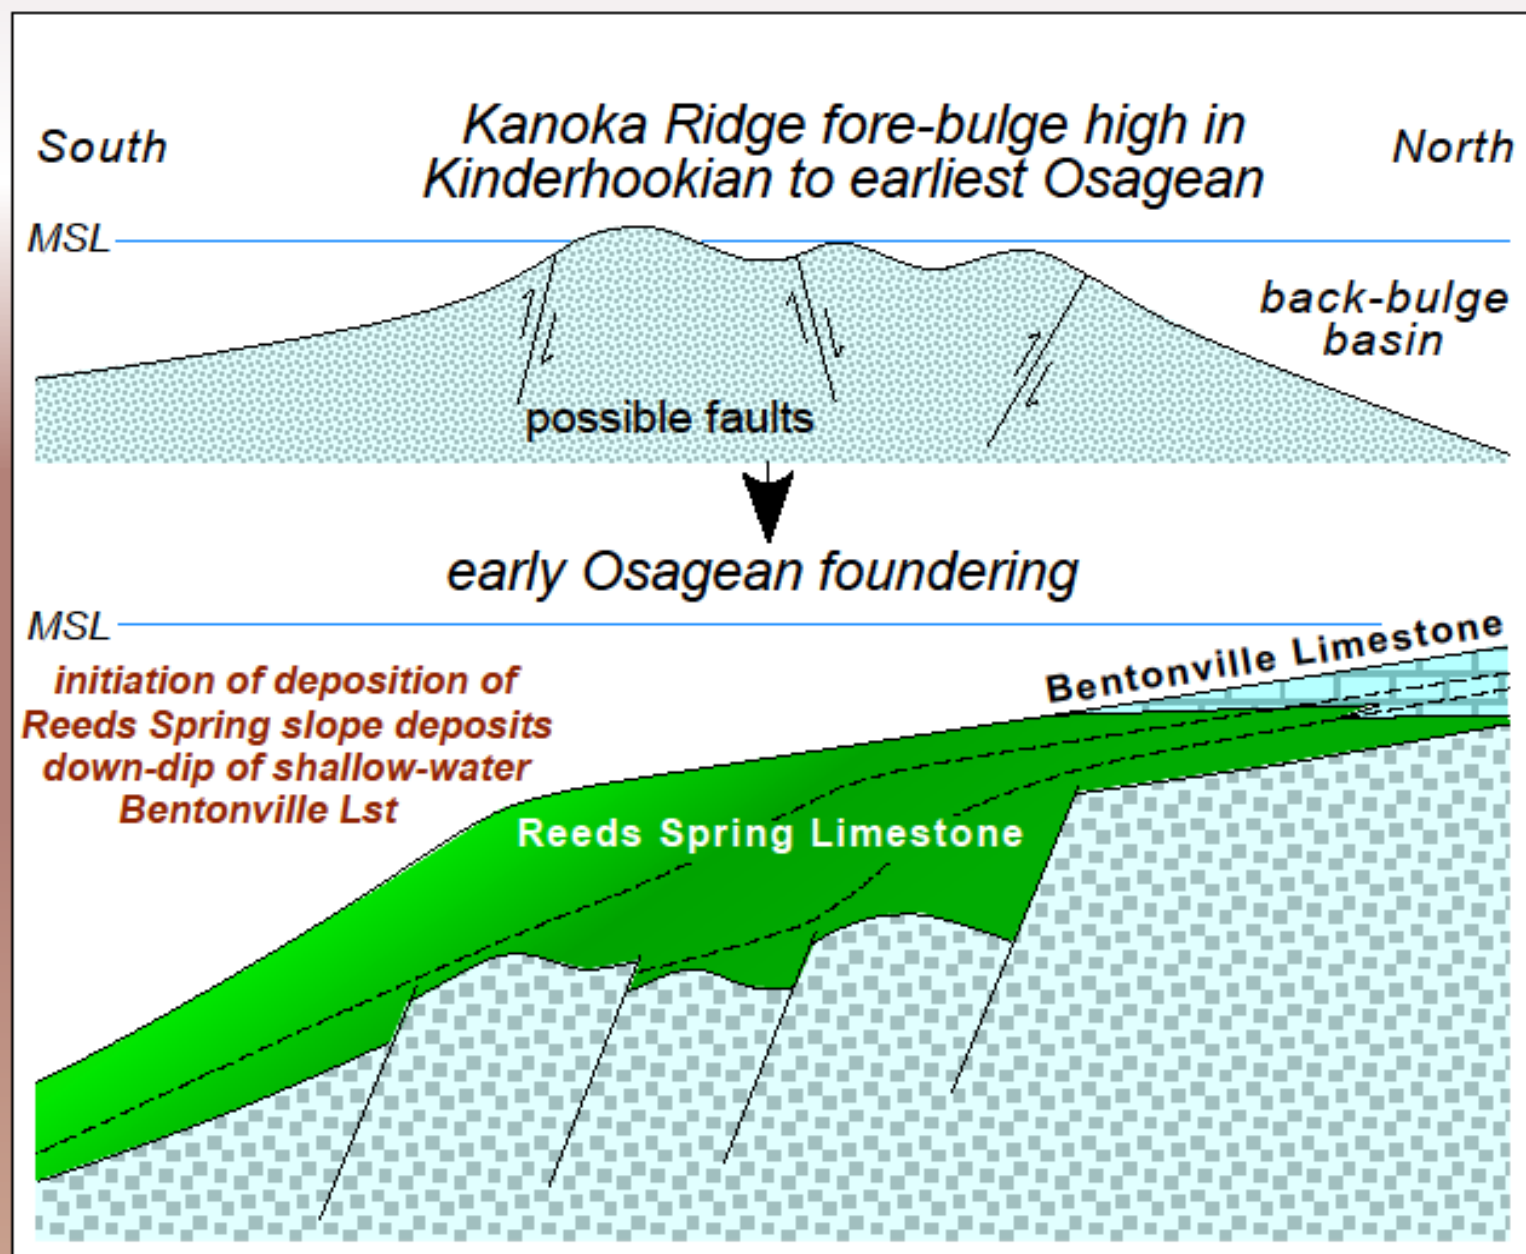 Kanoka Ridge fore-bulge high in
Kinderhookian to earliest Osagean
South
North
MSL
back-bulge
basin
possible faults
early Osagean foundering
MSL
Bentonville Limestone
initiation of deposition of
Reeds Spring slope deposits
down-dip of shallow-water
Bentonville Lst
Reeds Spring Limestone